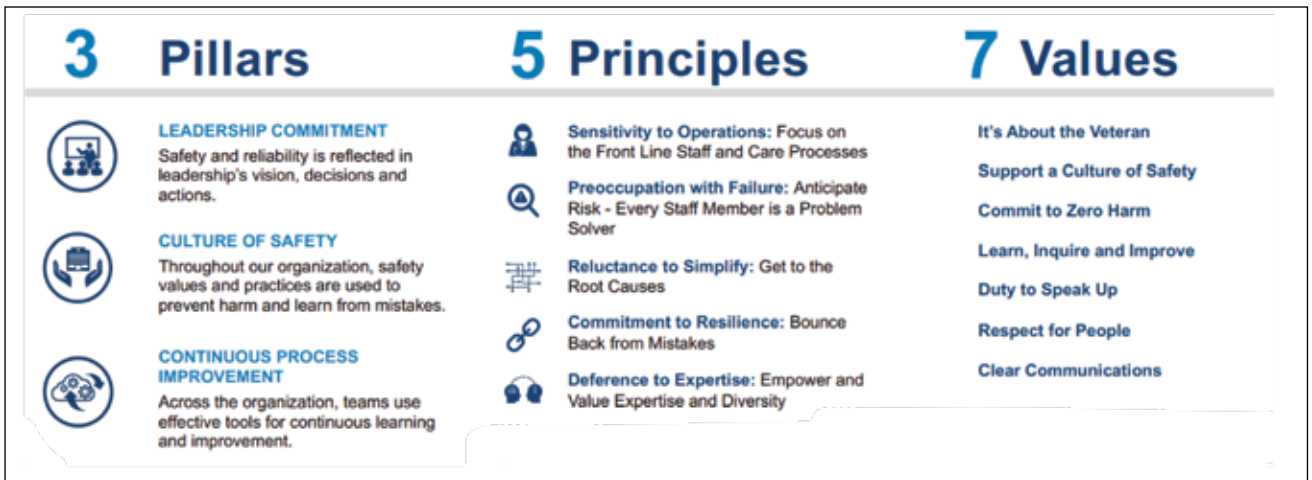 3 Pillars
LEADERSHIP COMMITMENT
Safety and reliability is reflected in
leadership's vision, decisions and
actions.
CULTURE OF SAFETY
Throughout our organization, safety
values and practices are used to
prevent harm and learn from mistakes.
CONTINUOUS PROCESS
IMPROVEMENT
Across the organization, teams use
effective tools for continuous learning
and improvement.
5 Principles
Sensitivity to Operations: Focus on
the Front Line Staff and Care Processes
Preoccupation with Failure: Anticipate
Risk - Every Staff Member is a Problem
Solver
Reluctance to Simplify: Get to the
Root Causes
Commitment to Resilience: Bounce
Back from Mistakes
Deference to Expertise: Empower and
Value Expertise and Diversity
7 Values
It's About the Veteran
Support a Culture of Safety
Commit to Zero Harm
Learn, Inquire and Improve
Duty to Speak Up
Respect for People
Clear Communications